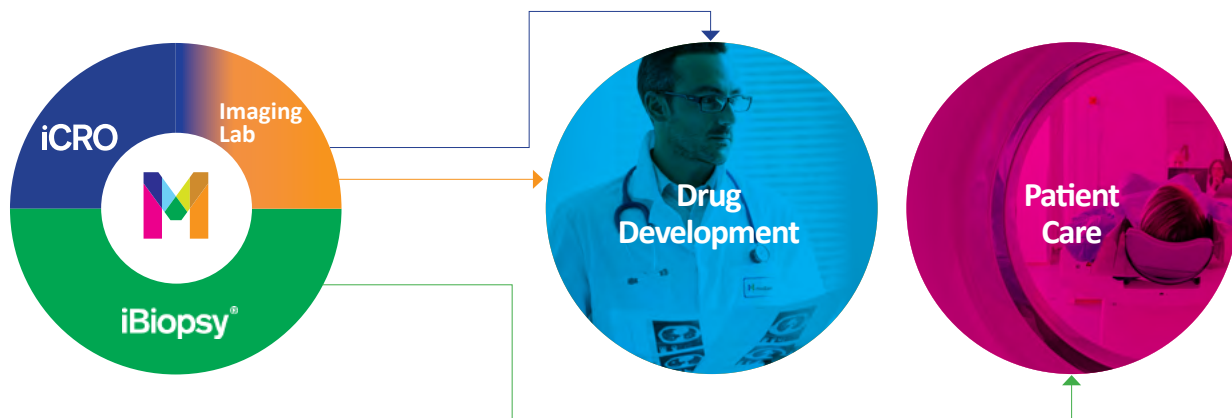 iCRO
Imaging
Lab
iBiopsy®
Drug
Development
Patient
Care